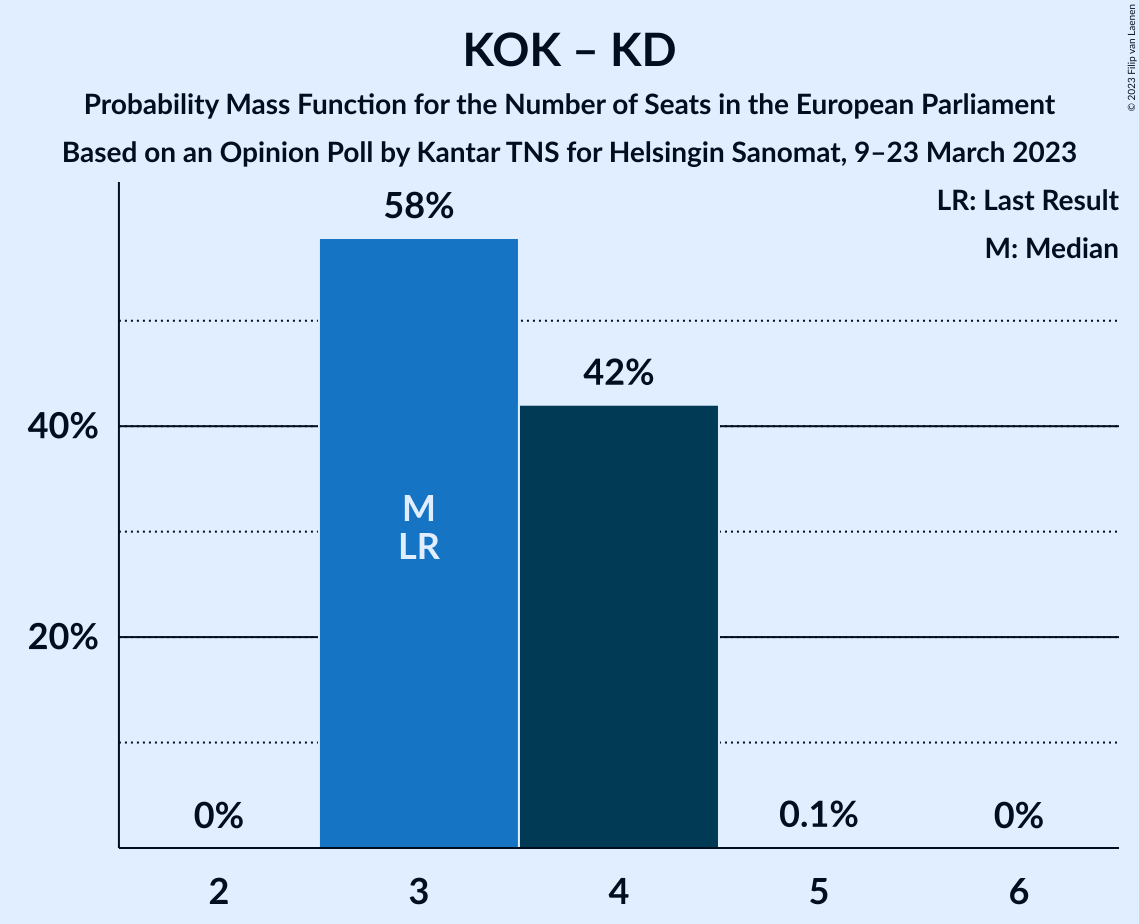 KOK – KD
Probability Mass Function for the Number of Seats in the European Parliament
Based on an Opinion Poll by Kantar TNS for Helsingin Sanomat, 9–23 March 2023
© 2023 Filip van Laenen
LR: Last Result
M: Median
58%
42%
40%
M
LR
20%
0%
0.1%
0%
2
3
4
5
6